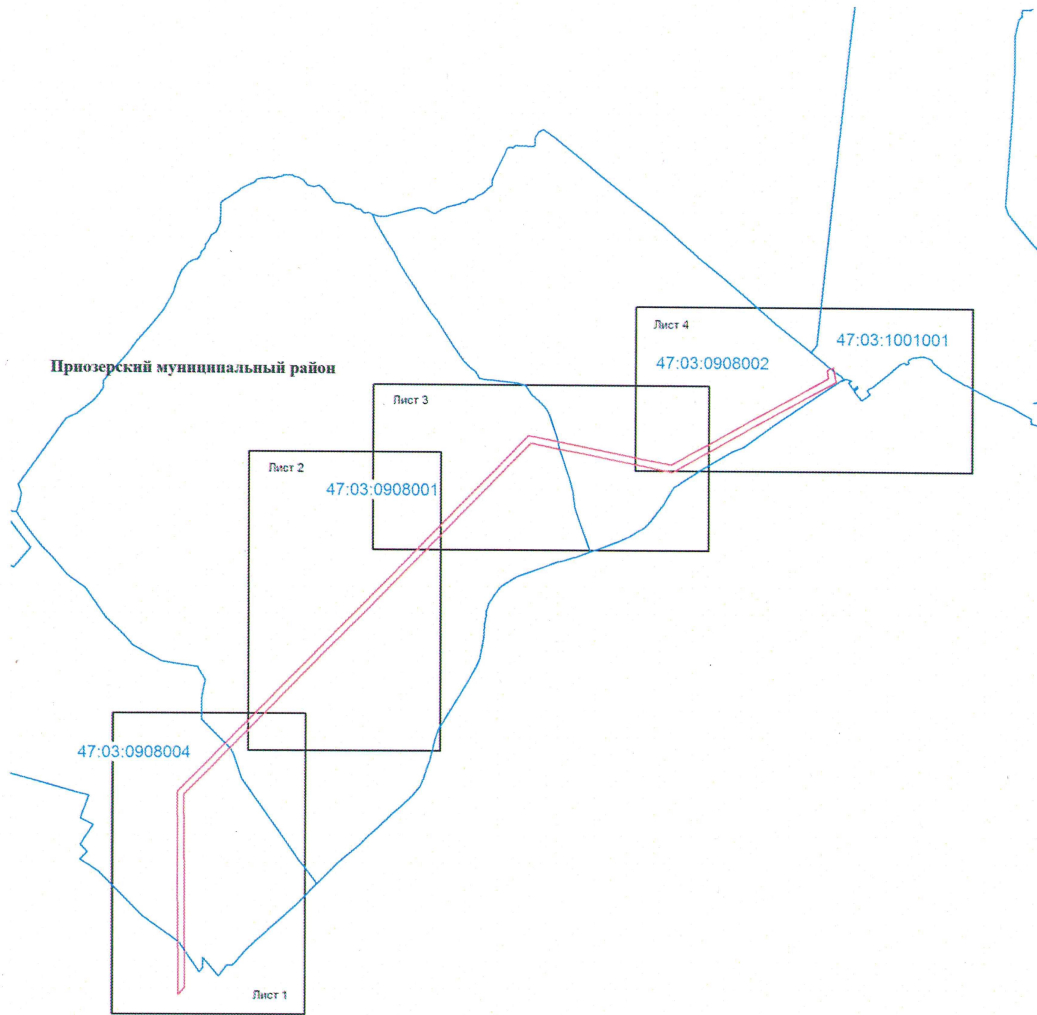 Лист 4
47:03:1001001
47:03:0908002
Приозерский муниципальный район
Лист 3
Лист 2
47:03:0908001
47:03:0908004
Лист 1